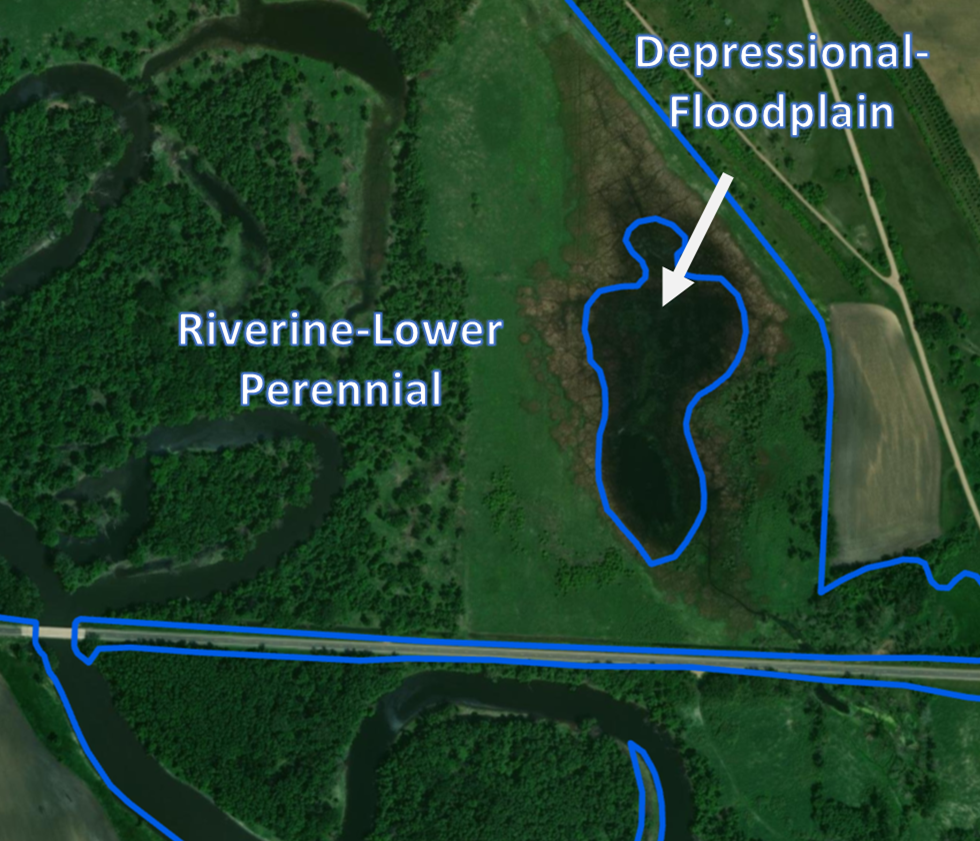 Depressional-
Floodplain
Riverine-Lower
Perennial